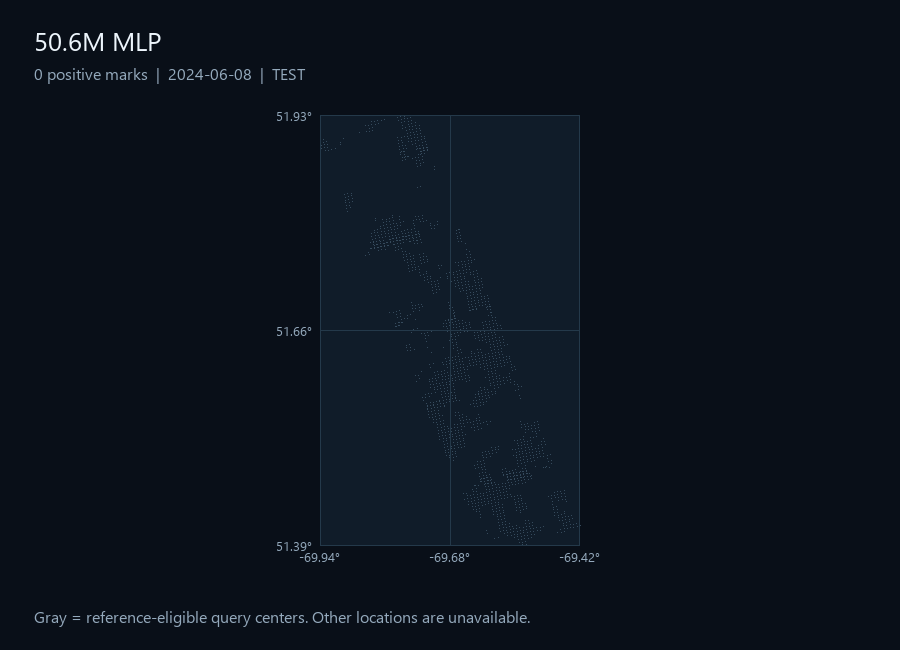 50.6M MLP
0 positive marks | 2024-06-08 | TEST
51.93°
51.66°
51.39°
-69.94° -69.68° -69.42°
Gray = reference-eligible query centers. Other locations are unavailable.